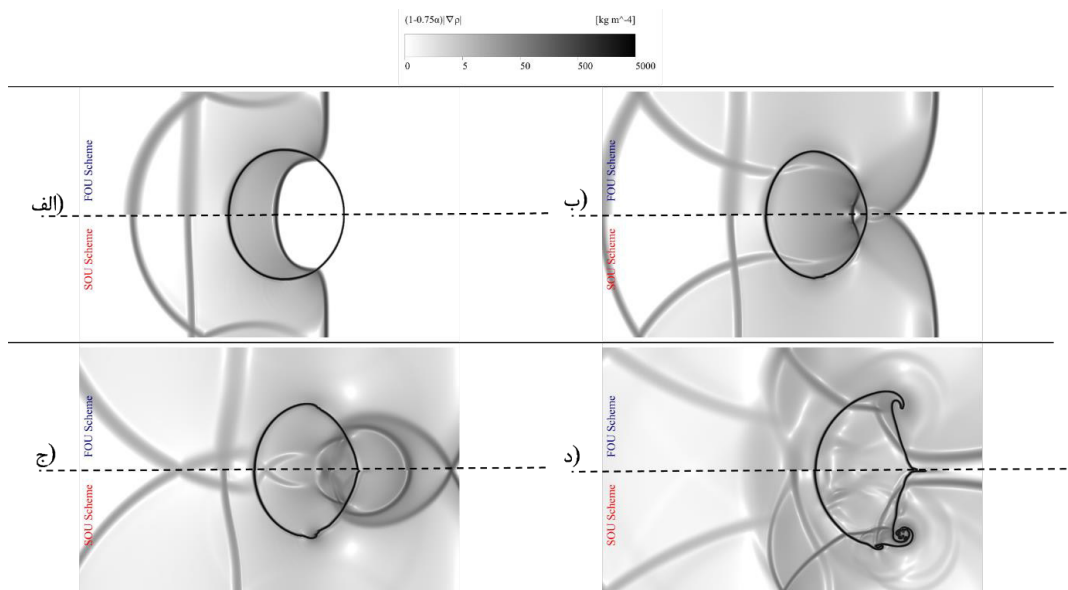 (1-0.75α)|∇ρ| [kg m^-4]
0 5 50 500 5000
الف)
FOU Scheme
SOU Scheme
ب)
FOU Scheme
SOU Scheme
ج)
FOU Scheme
SOU Scheme
د)
FOU Scheme
SOU Scheme